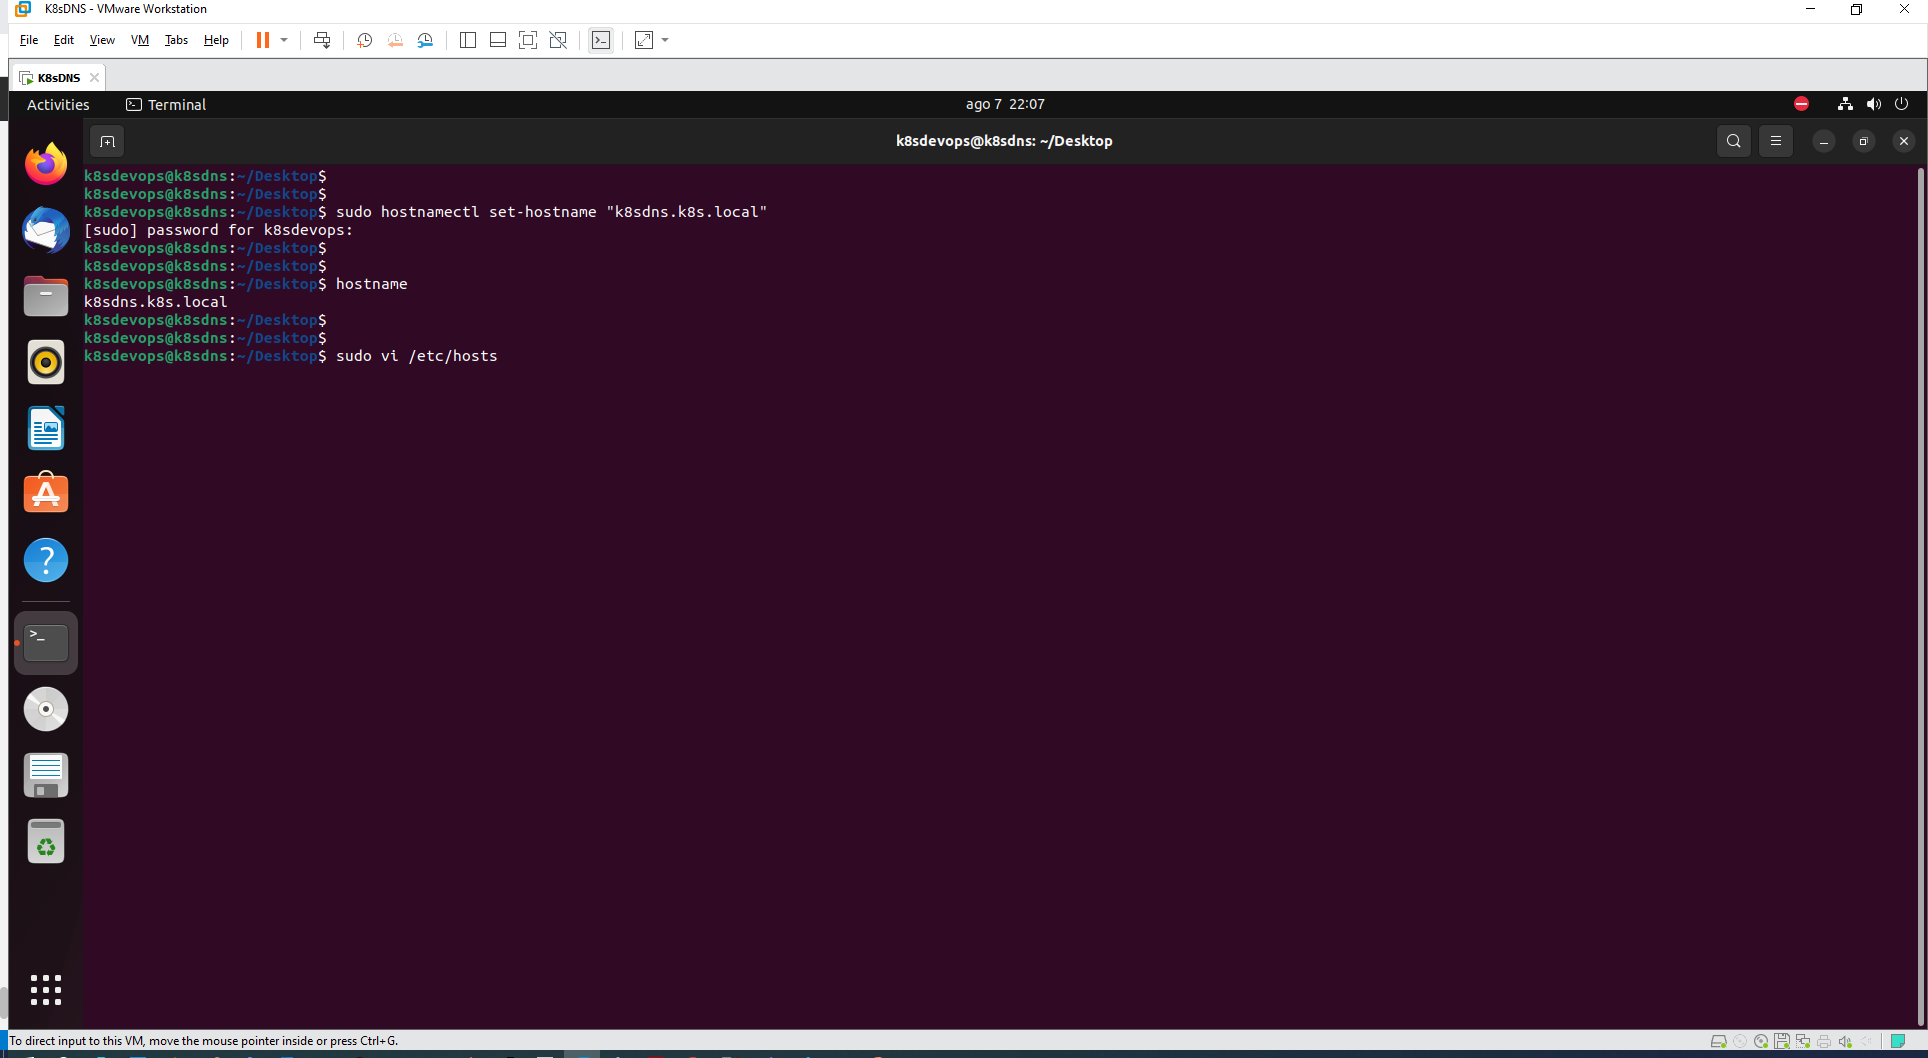 K8sDNS - VMware Workstation
File Edit View VM Tabs Help
K8sDNS
Activities Terminal ago 7 22:07
k8sdevops@k8sdns: ~/Desktop
k8sdevops@k8sdns:~/Desktop$
k8sdevops@k8sdns:~/Desktop$
k8sdevops@k8sdns:~/Desktop$ sudo hostnamectl set-hostname "k8sdns.k8s.local"
[sudo] password for k8sdevops:
k8sdevops@k8sdns:~/Desktop$
k8sdevops@k8sdns:~/Desktop$
k8sdevops@k8sdns:~/Desktop$ hostname
k8sdns.k8s.local
k8sdevops@k8sdns:~/Desktop$
k8sdevops@k8sdns:~/Desktop$
k8sdevops@k8sdns:~/Desktop$ sudo vi /etc/hosts
To direct input to this VM, move the mouse pointer inside or press Ctrl+G.